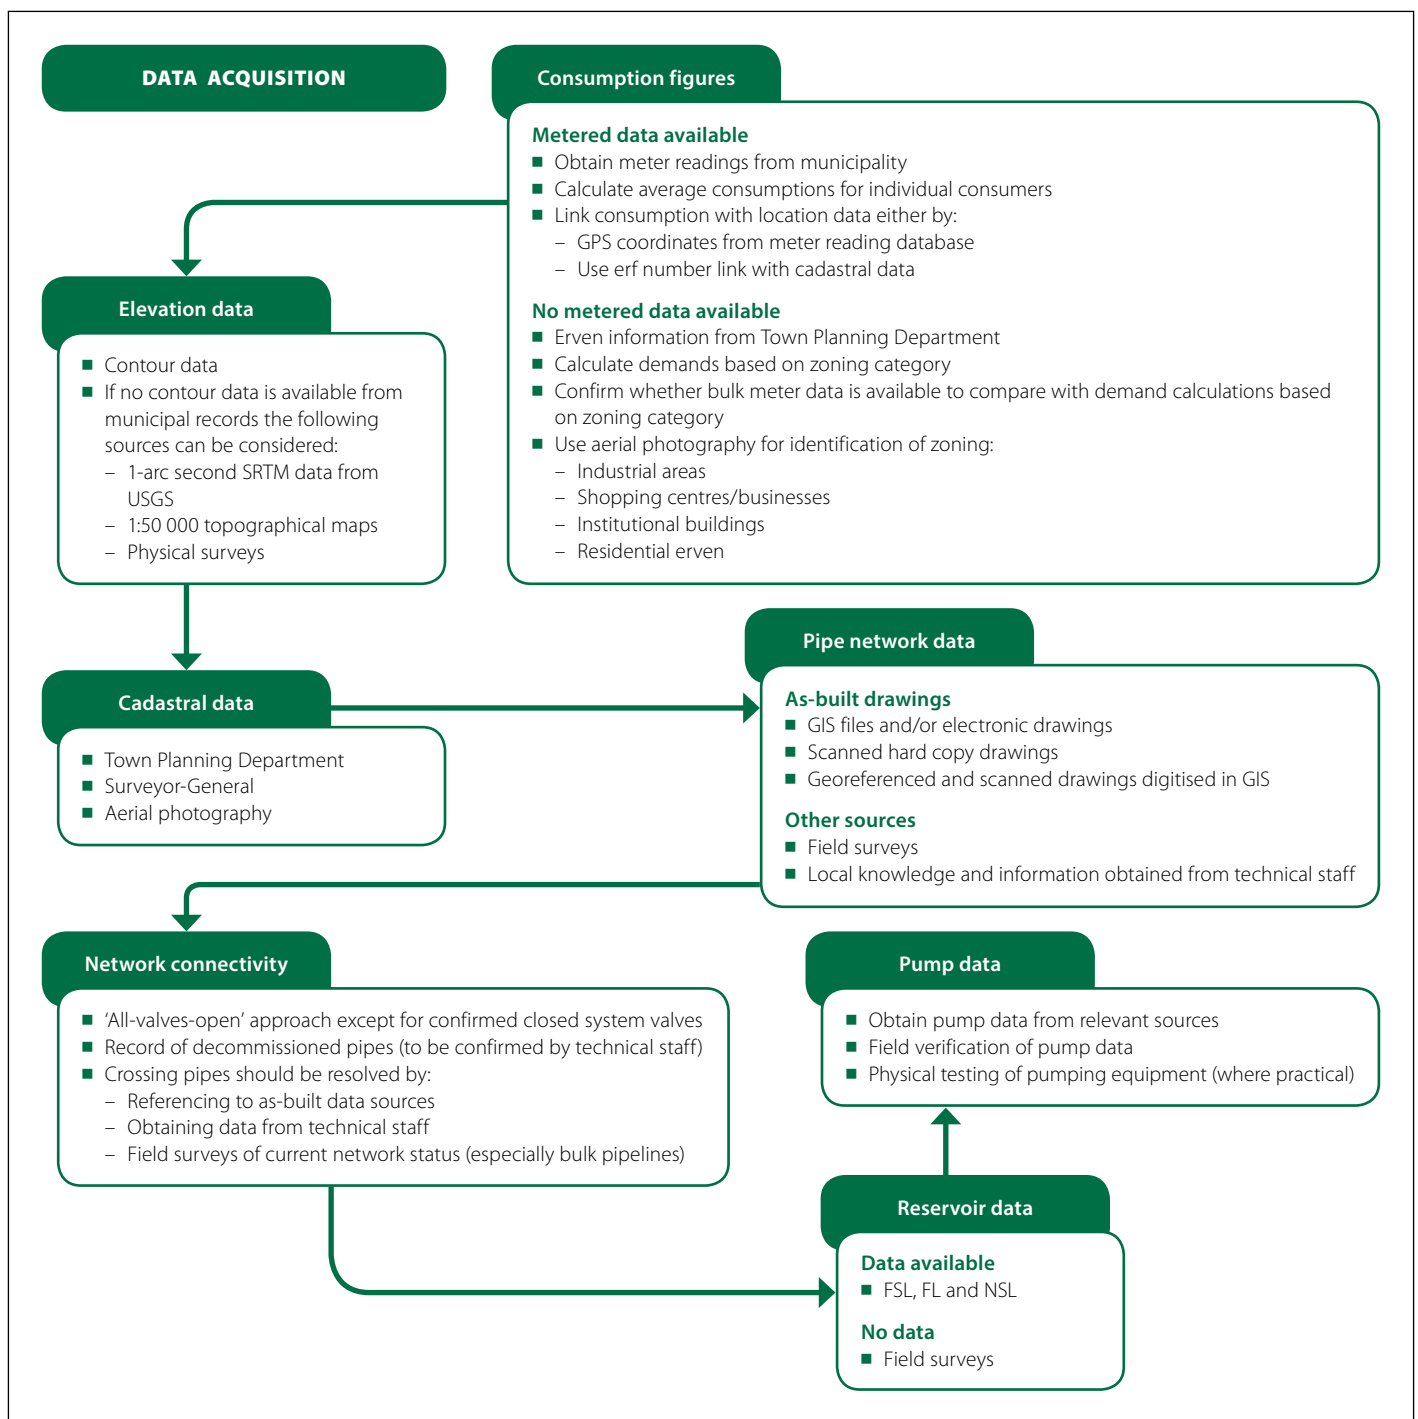 DATA ACQUISITION
Consumption figures
Metered data available
■ Obtain meter readings from municipality
■ Calculate average consumptions for individual consumers
■ Link consumption with location data either by:
– GPS coordinates from meter reading database
– Use erf number link with cadastral data
No metered data available
■ Erven information from Town Planning Department
■ Calculate demands based on zoning category
■ Confirm whether bulk meter data is available to compare with demand calculations based
on zoning category
■ Use aerial photography for identification of zoning:
– Industrial areas
– Shopping centres/businesses
– Institutional buildings
– Residential erven
Elevation data
■ Contour data
■ If no contour data is available from
municipal records the following
sources can be considered:
– 1-arc second SRTM data from
USGS
– 1:50 000 topographical maps
– Physical surveys
Cadastral data
■ Town Planning Department
■ Surveyor-General
■ Aerial photography
Pipe network data
As-built drawings
■ GIS files and/or electronic drawings
■ Scanned hard copy drawings
■ Georeferenced and scanned drawings digitised in GIS
Other sources
■ Field surveys
■ Local knowledge and information obtained from technical staff
Network connectivity
■ ‘All-valves-open’ approach except for confirmed closed system valves
■ Record of decommissioned pipes (to be confirmed by technical staff)
■ Crossing pipes should be resolved by:
– Referencing to as-built data sources
– Obtaining data from technical staff
– Field surveys of current network status (especially bulk pipelines)
Reservoir data
Data available
■ FSL, FL and NSL
No data
■ Field surveys
Pump data
■ Obtain pump data from relevant sources
■ Field verification of pump data
■ Physical testing of pumping equipment (where practical)